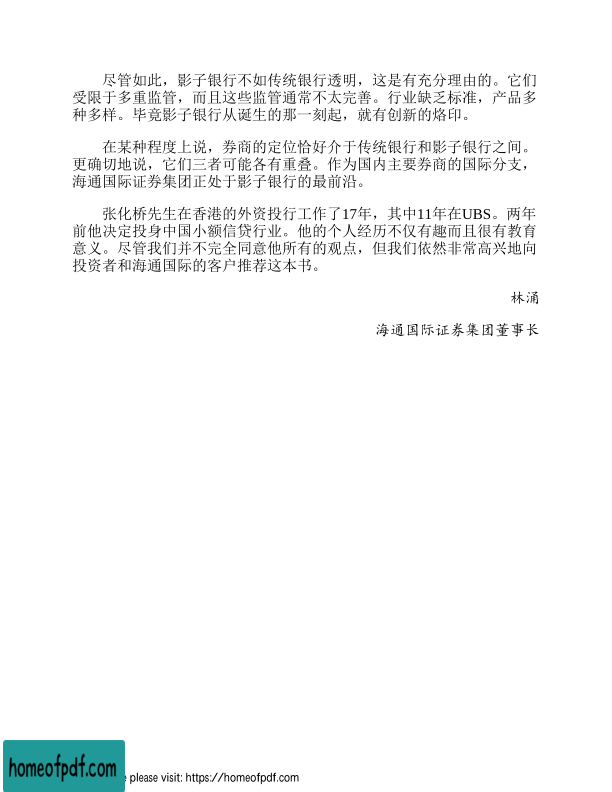 尽管如此，影子银行不如传统银行透明，这是有充分理由的。它们
受限于多重监管，而且这些监管通常不太完善。行业缺乏标准，产品多
种多样。毕竟影子银行从诞生的那一刻起，就有创新的烙印。
在某种程度上说，券商的定位恰好介于传统银行和影子银行之间。
更确切地说，它们三者可能各有重叠。作为国内主要券商的国际分支，
海通国际证券集团正处于影子银行的最前沿。
张化桥先生在香港的外资投行工作了17年，其中11年在UBS。两年
前他决定投身中国小额信贷行业。他的个人经历不仅有趣而且很有教育
意义。尽管我们并不完全同意他所有的观点，但我们依然非常高兴地向
投资者和海通国际的客户推荐这本书。
林涌
海通国际证券集团董事长
homeofpdf.com
please visit: https://homeofpdf.com